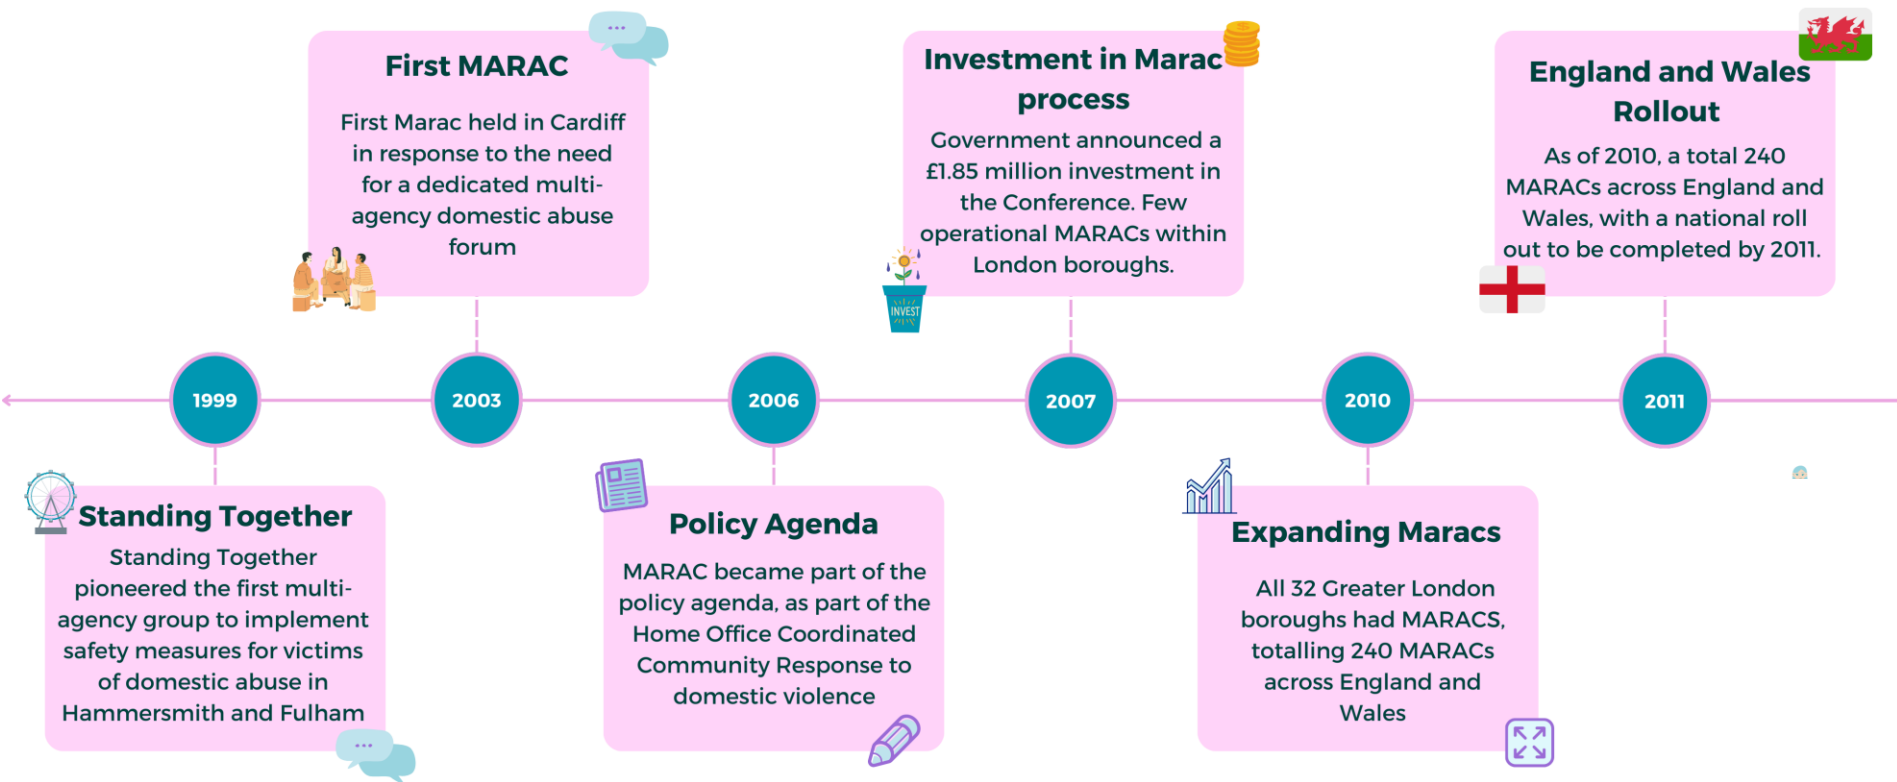 First MARAC
First Marac held in Cardiff
in response to the need
for a dedicated multi-
agency domestic abuse
forum
Investment in Marac
process
Government announced a
£1.85 million investment in
the Conference. Few
operational MARACs within
London boroughs.
INVEST
England and Wales
Rollout
As of 2010, a total 240
MARACs across England and
Wales, with a national roll
out to be completed by 2011.
1999
2003
2006
2007
2010
2011
Standing Together
Standing Together
pioneered the first multi-
agency group to implement
safety measures for victims
of domestic abuse in
Hammersmith and Fulham
Policy Agenda
MARAC became part of the
policy agenda, as part of the
Home Office Coordinated
Community Response to
domestic violence
Expanding Maracs
All 32 Greater London
boroughs had MARACS,
totalling 240 MARACs
across England and
Wales